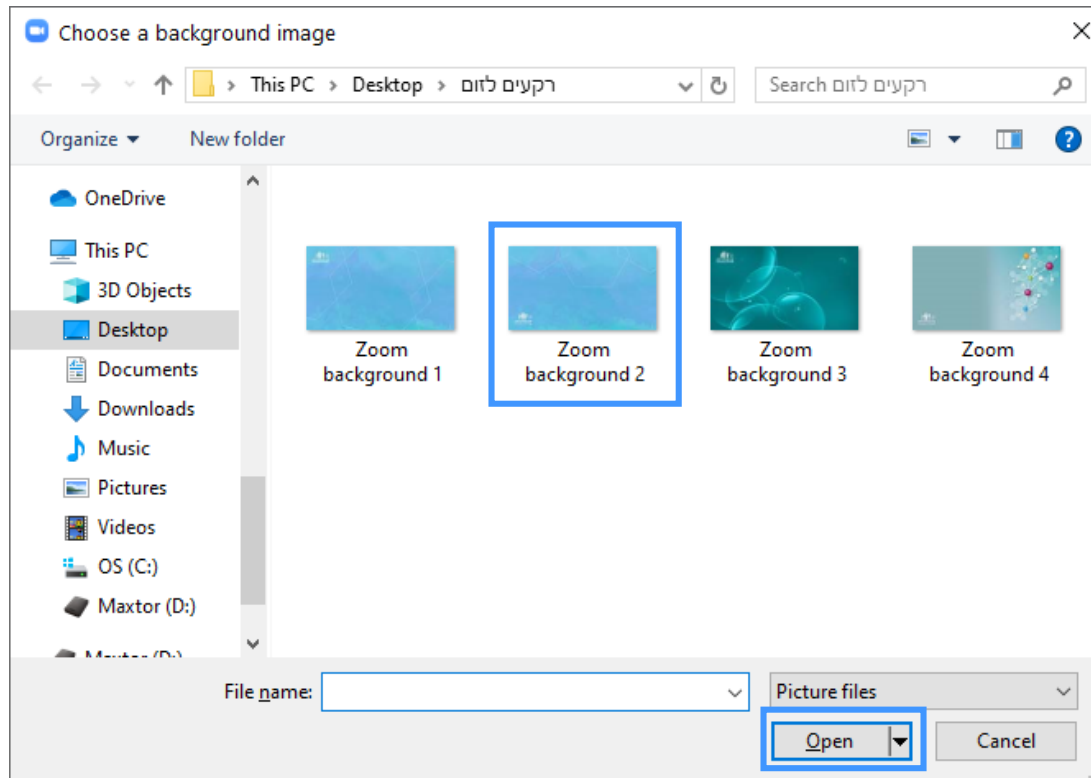 Choose a background image
This PC > Desktop > רקעים לזום
Search רקעים לזום
Organize
New folder
OneDrive
This PC
3D Objects
Desktop
Documents
Downloads
Music
Pictures
Videos
OS (C:)
Maxtor (D:)
Maxtor (D:)
Zoom
background 1
Zoom
background 2
Zoom
background 3
Zoom
background 4
File name:
Picture files
Open
Cancel